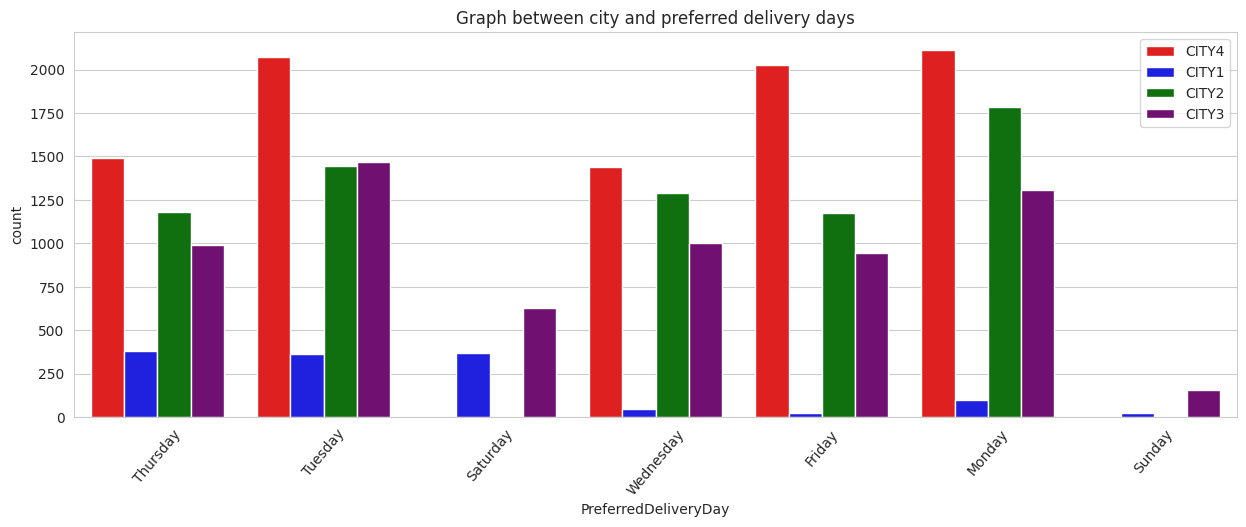 Graph between city and preferred delivery days
CITY4
CITY1
CITY2
CITY3
2000
1750
1500
1250
1000
750
500
250
0
count
Thursday
Tuesday
Saturday
Wednesday
Friday
Monday
Sunday
PreferredDeliveryDay